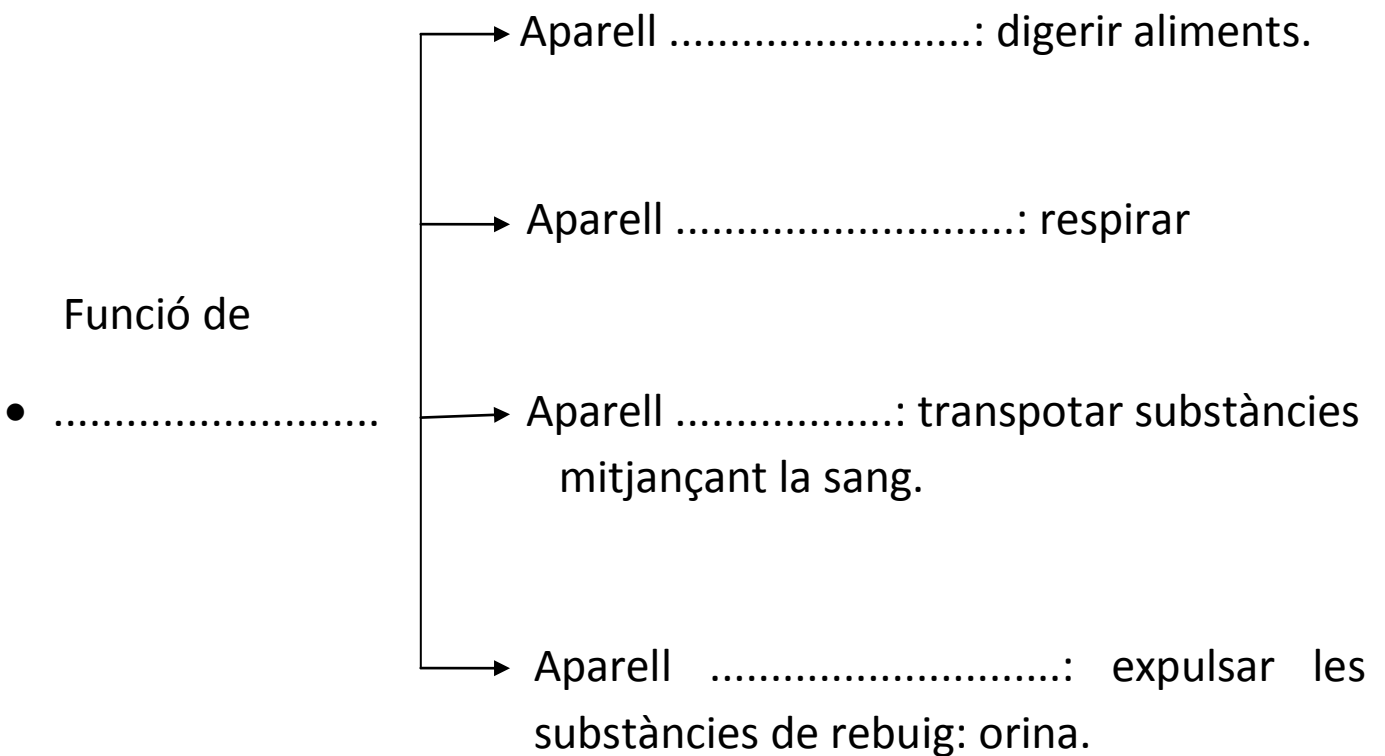 Aparell ...........................: digerir aliments.
Aparell ............................: respirar
Funció de
• ...........................
Aparell ..................: transpotar substàncies
mitjançant la sang.
Aparell .............................: expulsar les
substàncies de rebuig: orina.